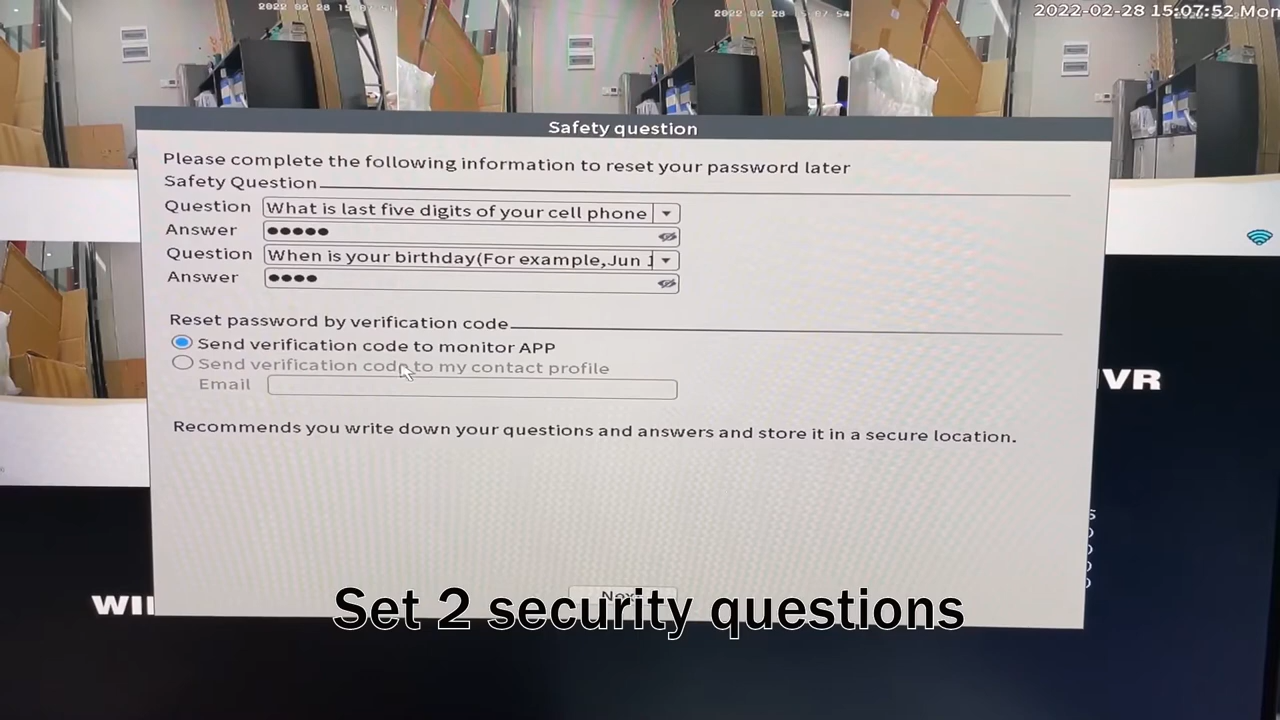 2022-02-28 15:07:52 Mon
Safety question
Please complete the following information to reset your password later
Safety Question
Question What is last five digits of your cell phone
Answer ●●●●●
Question When is your birthday(For example,Jun
Answer ●●●●
Reset password by verification code
Send verification code to monitor APP
Send verification code to my contact profile
Email
VR
Recommends you write down your questions and answers and store it in a secure location.
Next
WI
Set 2 security questions